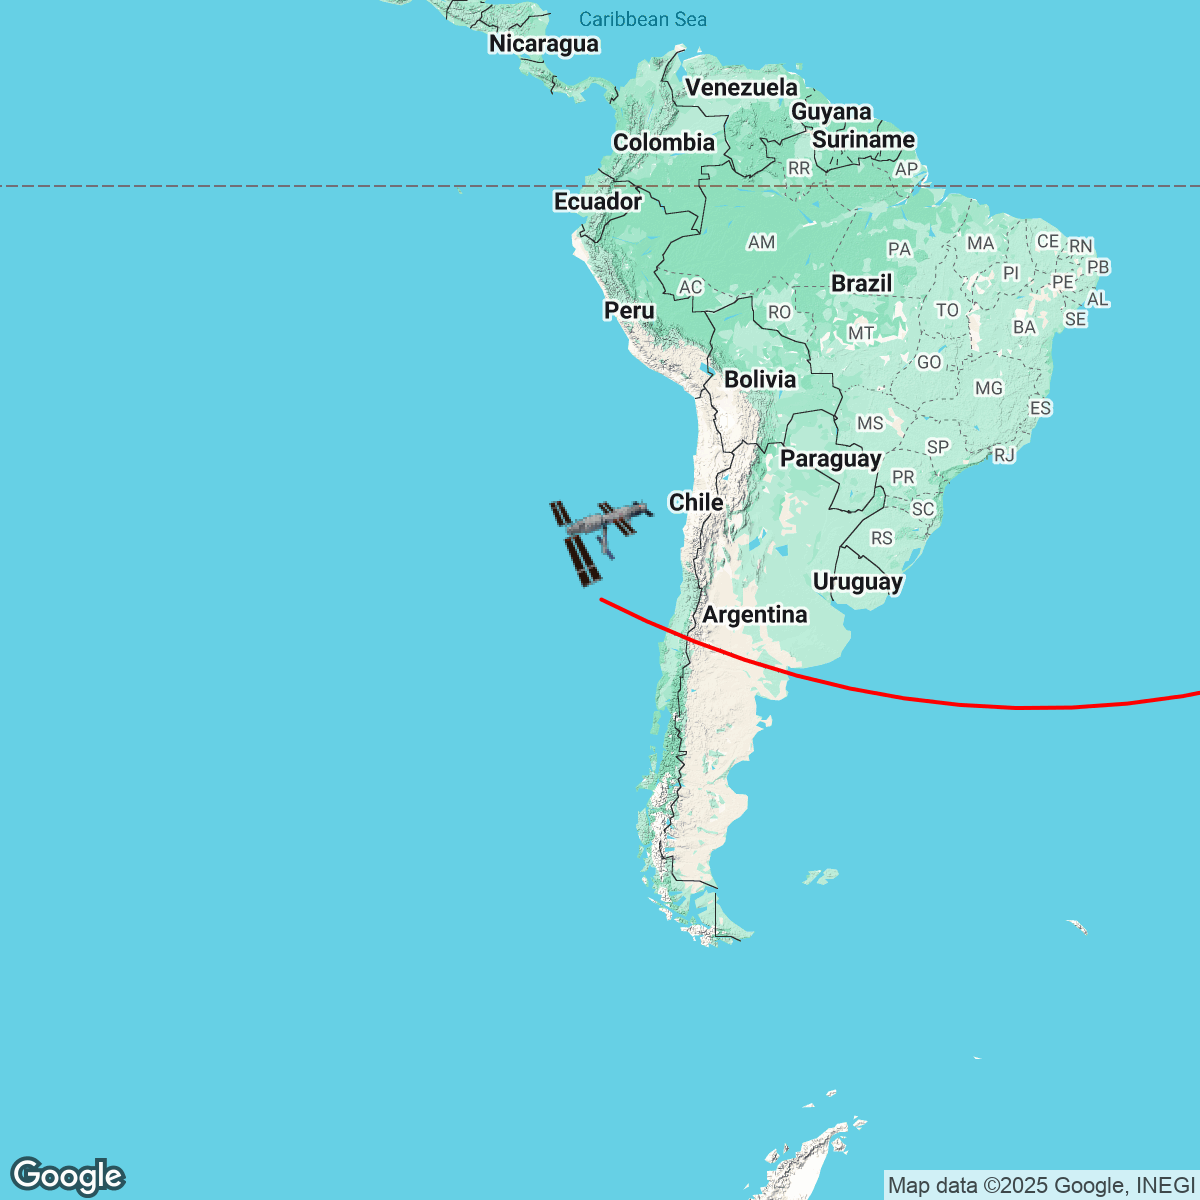 Caribbean Sea
Nicaragua
Venezuela
Guyana
Suriname
Colombia
RR
AP
Ecuador
AM
PA
MA
CE
RN
PI
PB
PE
AL
AC
Brazil
Peru
RO
TO
SE
MT
BA
GO
Bolivia
MG
ES
MS
SP
RJ
Paraguay
PR
Chile
SC
RS
Uruguay
Argentina
Google
Map data ©2025 Google, INEGI